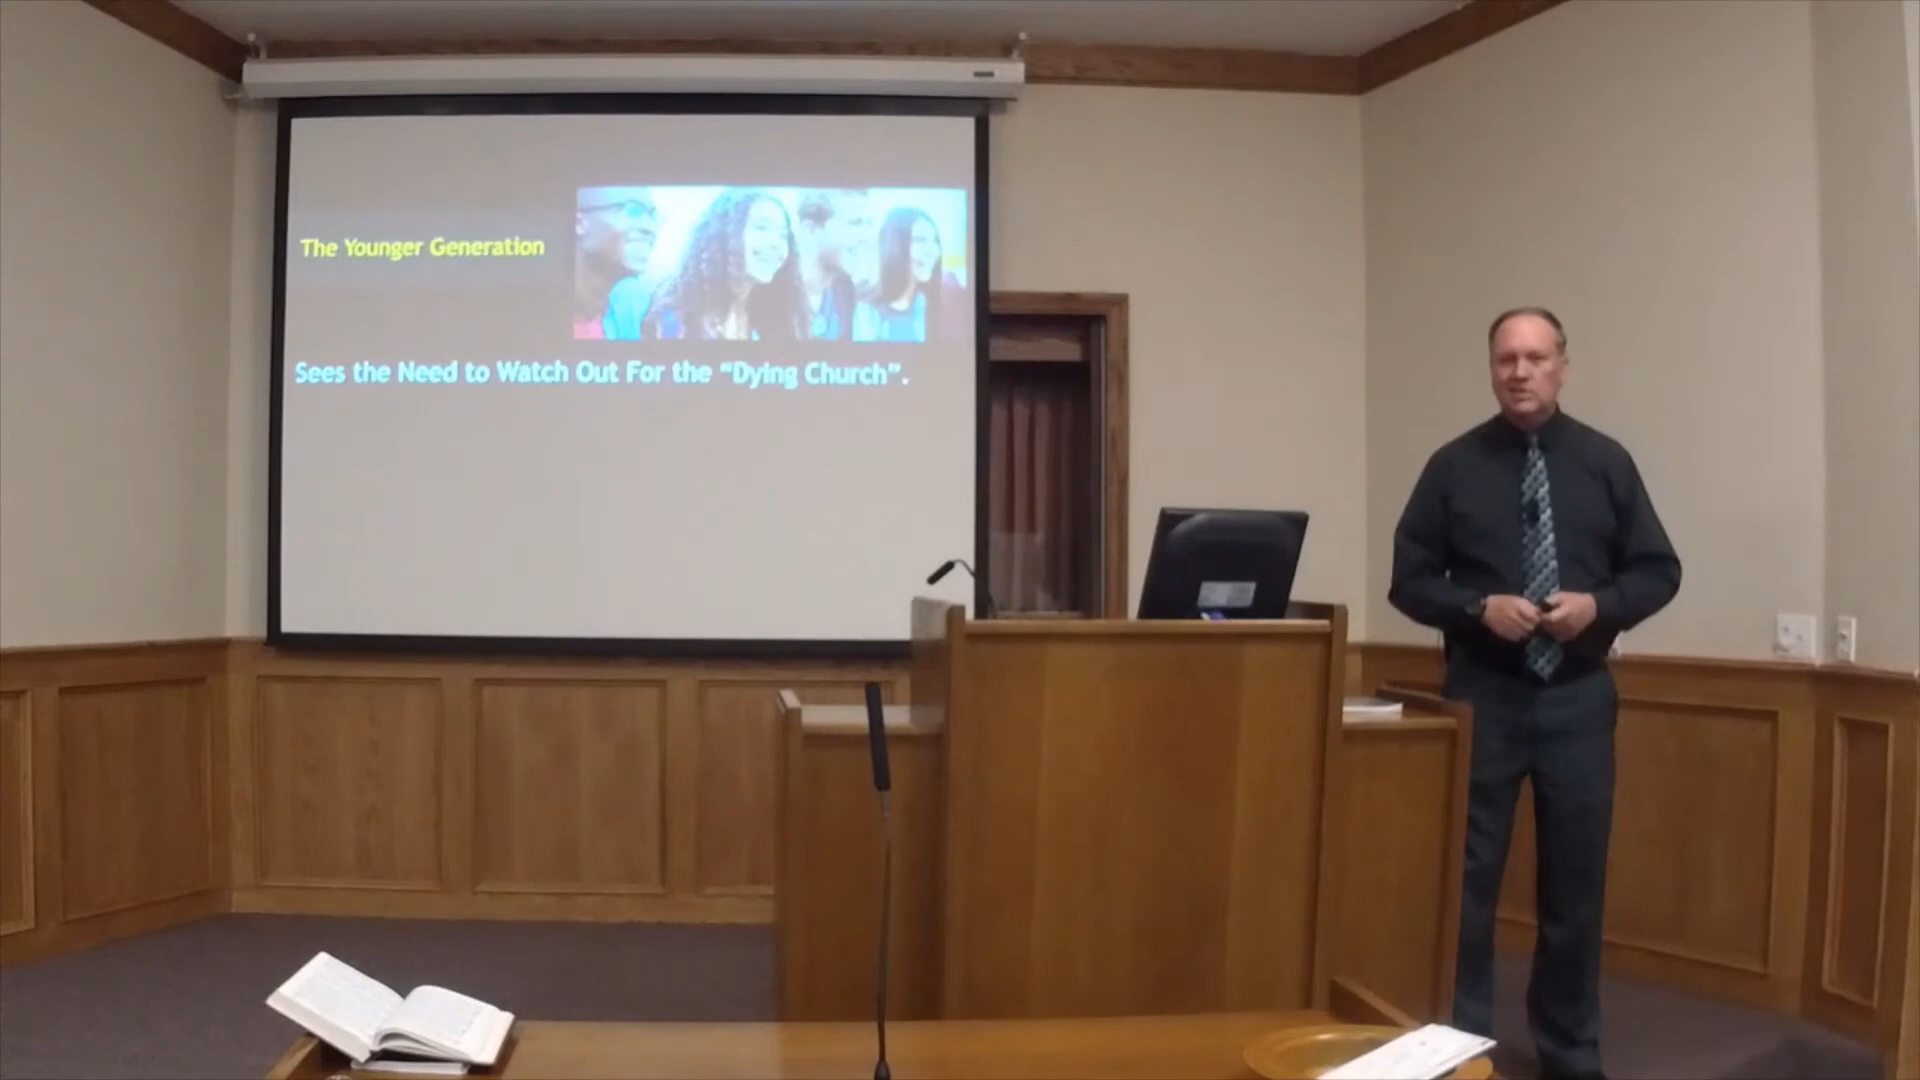 The Younger Generation
Sees the Need to Watch Out For the “Dying Church”.